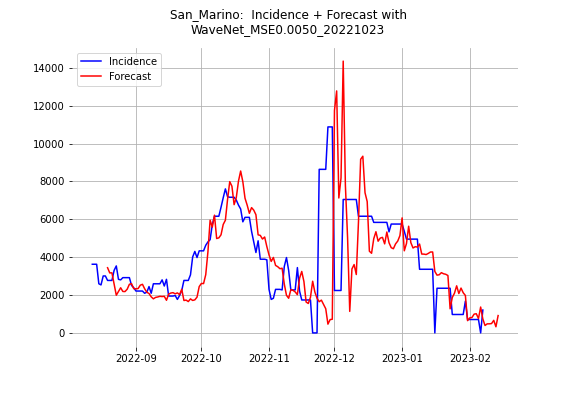 San_Marino:  Incidence + Forecast with
WaveNet_MSE0.0050_20221023
Incidence
Forecast
14000
12000
10000
8000
6000
4000
2000
0
2022-09 2022-10 2022-11 2022-12 2023-01 2023-02